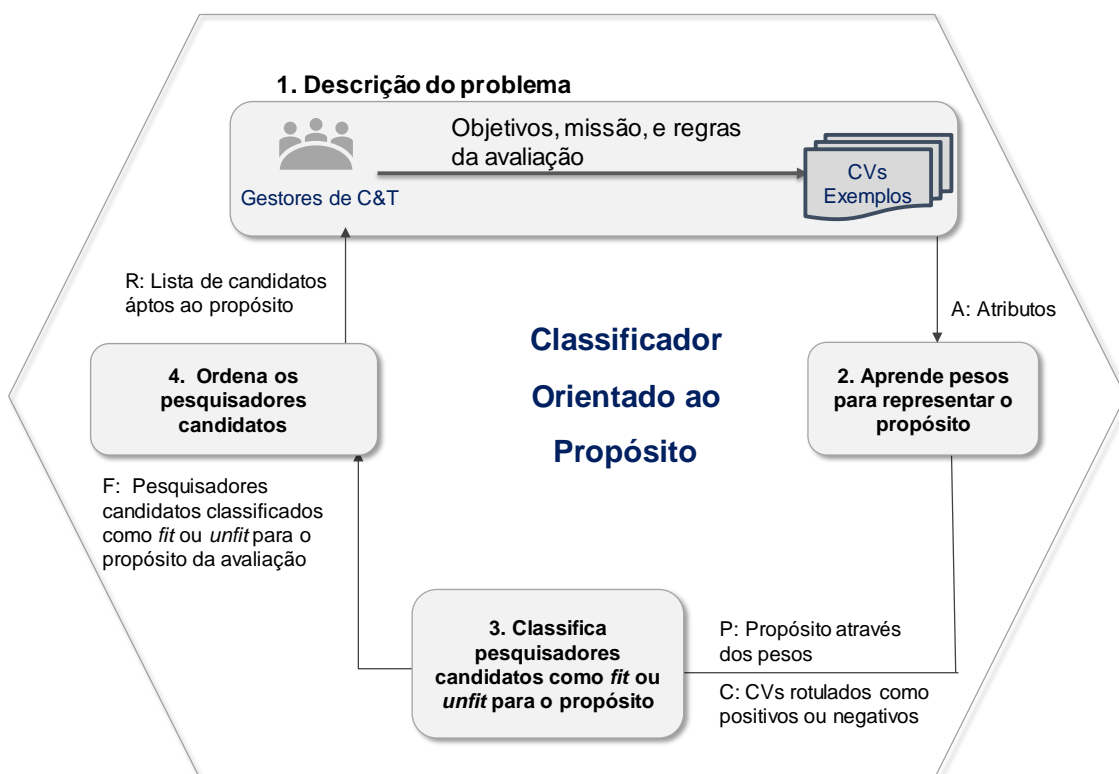 1. Descrição do problema
Objetivos, missão, e regras
da avaliação
Gestores de C&T
CVs
Exemplos
R: Lista de candidatos
áptos ao propósito
A: Atributos
Classificador
Orientado ao
Propósito
4. Ordena os
pesquisadores
candidatos
2. Aprende pesos
para representar o
propósito
F: Pesquisadores
candidatos classificados
como fit ou unfit para o
propósito da avaliação
3. Classifica
pesquisadores
candidatos como fit ou
unfit para o propósito
P: Propósito através
dos pesos
C: CVs rotulados como
positivos ou negativos